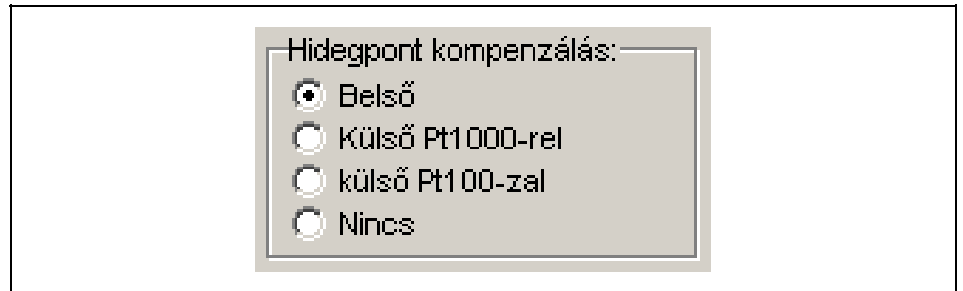 Hidegpont kompenzálás:
Belső
Külső Pt1000-rel
külső Pt100-zal
Nincs